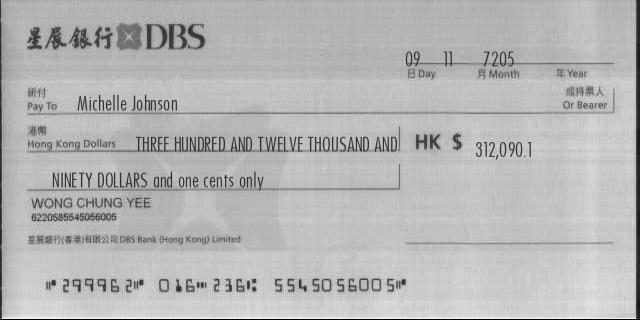 星展銀行 DBS
09 11 7205
日 Day 月 Month 年 Year
祈付
Pay To Michelle Johnson
或持票人
Or Bearer
港幣
Hong Kong Dollars THREE HUNDRED AND TWELVE THOUSAND AND HK $ 312,090.1
NINETY DOLLARS and one cents only
WONG CHUNG YEE
6220585545056005
星展銀行(香港)有限公司 DBS Bank (Hong Kong) Limited
⑈299962⑈ 016⑉236⑆ 5545056005⑈